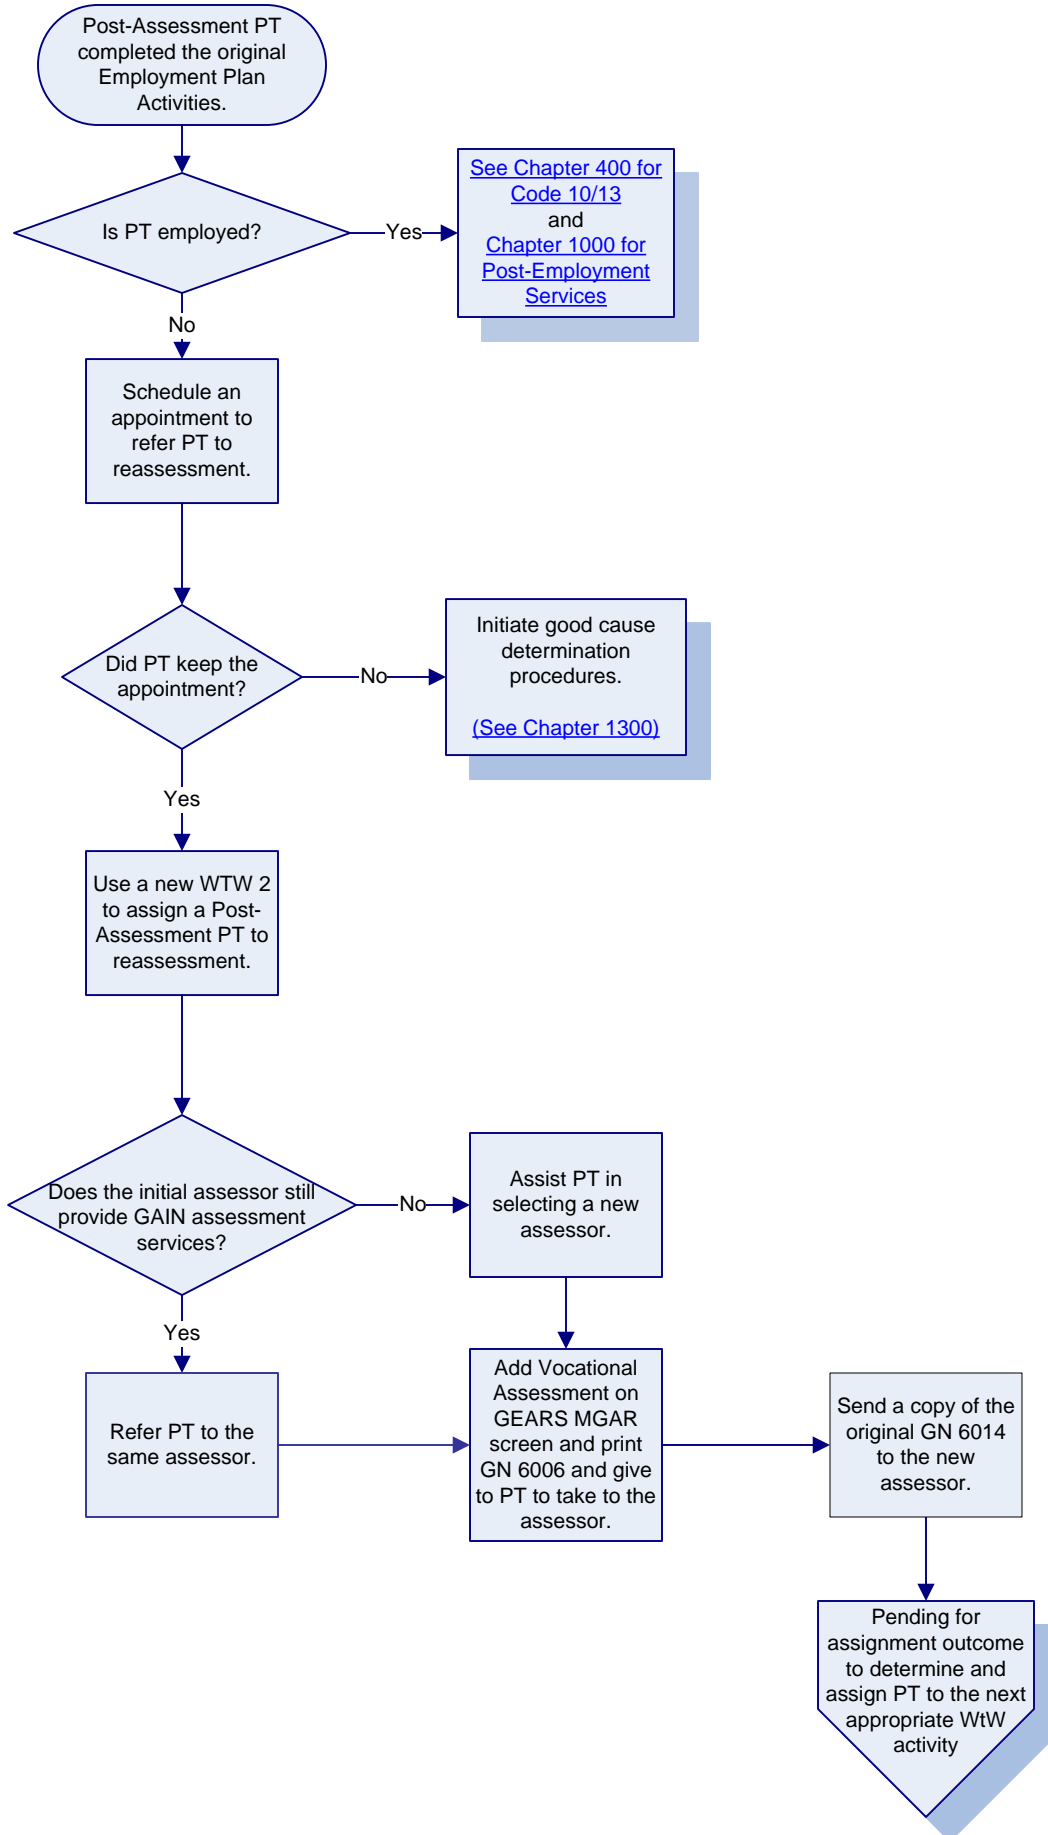 Post-Assessment PT
completed the original
Employment Plan
Activities.
Is PT employed?
Yes
See Chapter 400 for
Code 10/13
and
Chapter 1000 for
Post-Employment
Services
No
Schedule an
appointment to
refer PT to
reassessment.
Did PT keep the
appointment?
No
Initiate good cause
determination
procedures.
(See Chapter 1300)
Yes
Use a new WTW 2
to assign a Post-
Assessment PT to
reassessment.
Does the initial assessor still
provide GAIN assessment
services?
No
Assist PT in
selecting a new
assessor.
Yes
Refer PT to the
same assessor.
Add Vocational
Assessment on
GEARS MGAR
screen and print
GN 6006 and give
to PT to take to the
assessor.
Send a copy of the
original GN 6014
to the new
assessor.
Pending for
assignment outcome
to determine and
assign PT to the next
appropriate WtW
activity